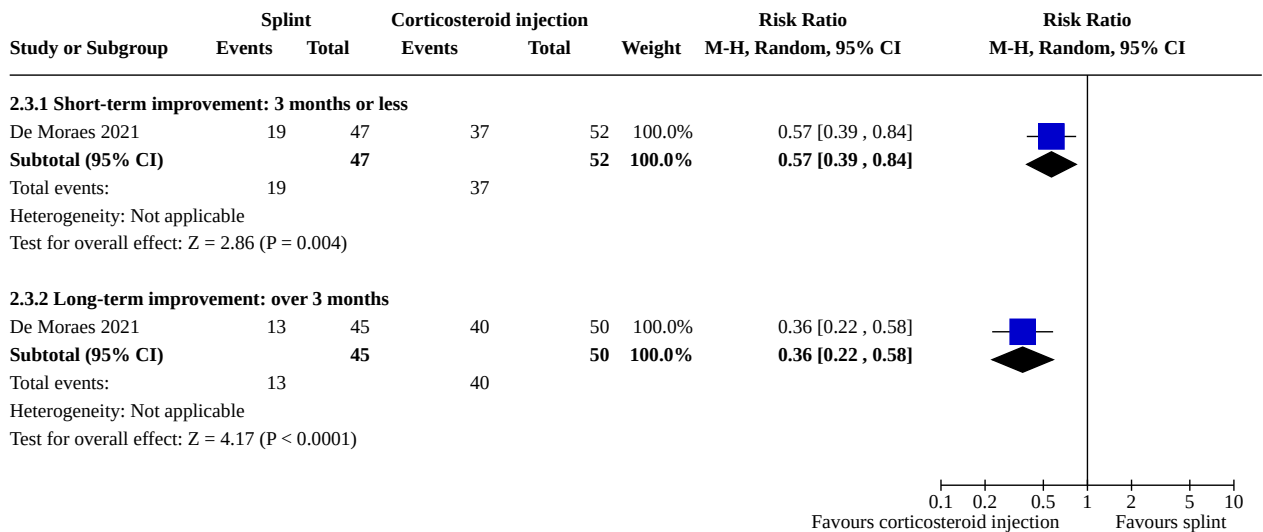 Splint Corticosteroid injection Risk Ratio Risk Ratio
Study or Subgroup Events Total Events Total Weight M-H, Random, 95% CI M-H, Random, 95% CI
2.3.1 Short-term improvement: 3 months or less
De Moraes 2021 19 47 37 52 100.0% 0.57 [0.39 , 0.84]
Subtotal (95% CI) 47 52 100.0% 0.57 [0.39 , 0.84]
Total events: 19 37
Heterogeneity: Not applicable
Test for overall effect: Z = 2.86 (P = 0.004)
2.3.2 Long-term improvement: over 3 months
De Moraes 2021 13 45 40 50 100.0% 0.36 [0.22 , 0.58]
Subtotal (95% CI) 45 50 100.0% 0.36 [0.22 , 0.58]
Total events: 13 40
Heterogeneity: Not applicable
Test for overall effect: Z = 4.17 (P < 0.0001)
0.1 0.2 0.5 1 2 5 10
Favours corticosteroid injection Favours splint